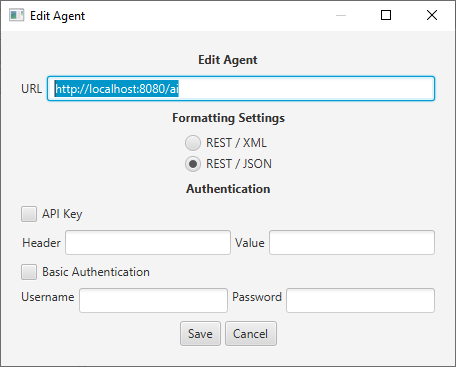 Edit Agent
Edit Agent
URL http://localhost:8080/ai
Formatting Settings
REST / XML
REST / JSON
Authentication
API Key
Header Value
Basic Authentication
Username Password
Save Cancel